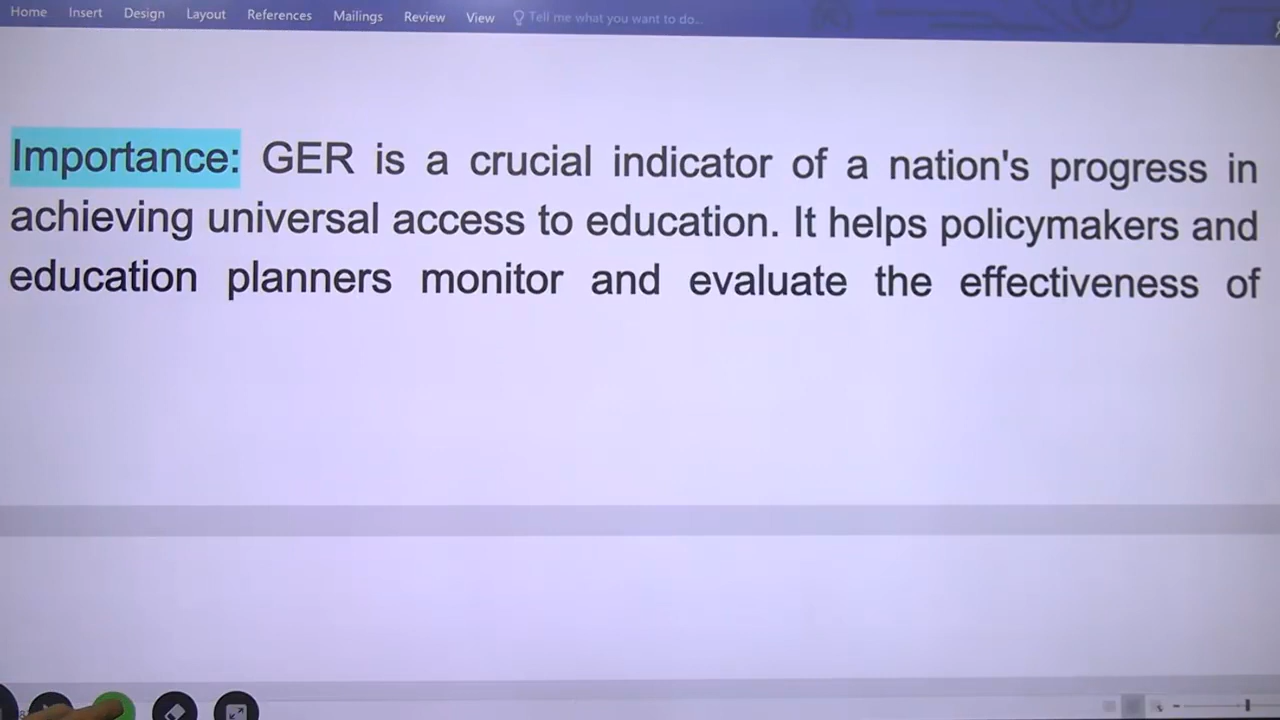 Home Insert Design Layout References Mailings Review View Tell me what you want to do...
Importance: GER is a crucial indicator of a nation's progress in
achieving universal access to education. It helps policymakers and
education planners monitor and evaluate the effectiveness of